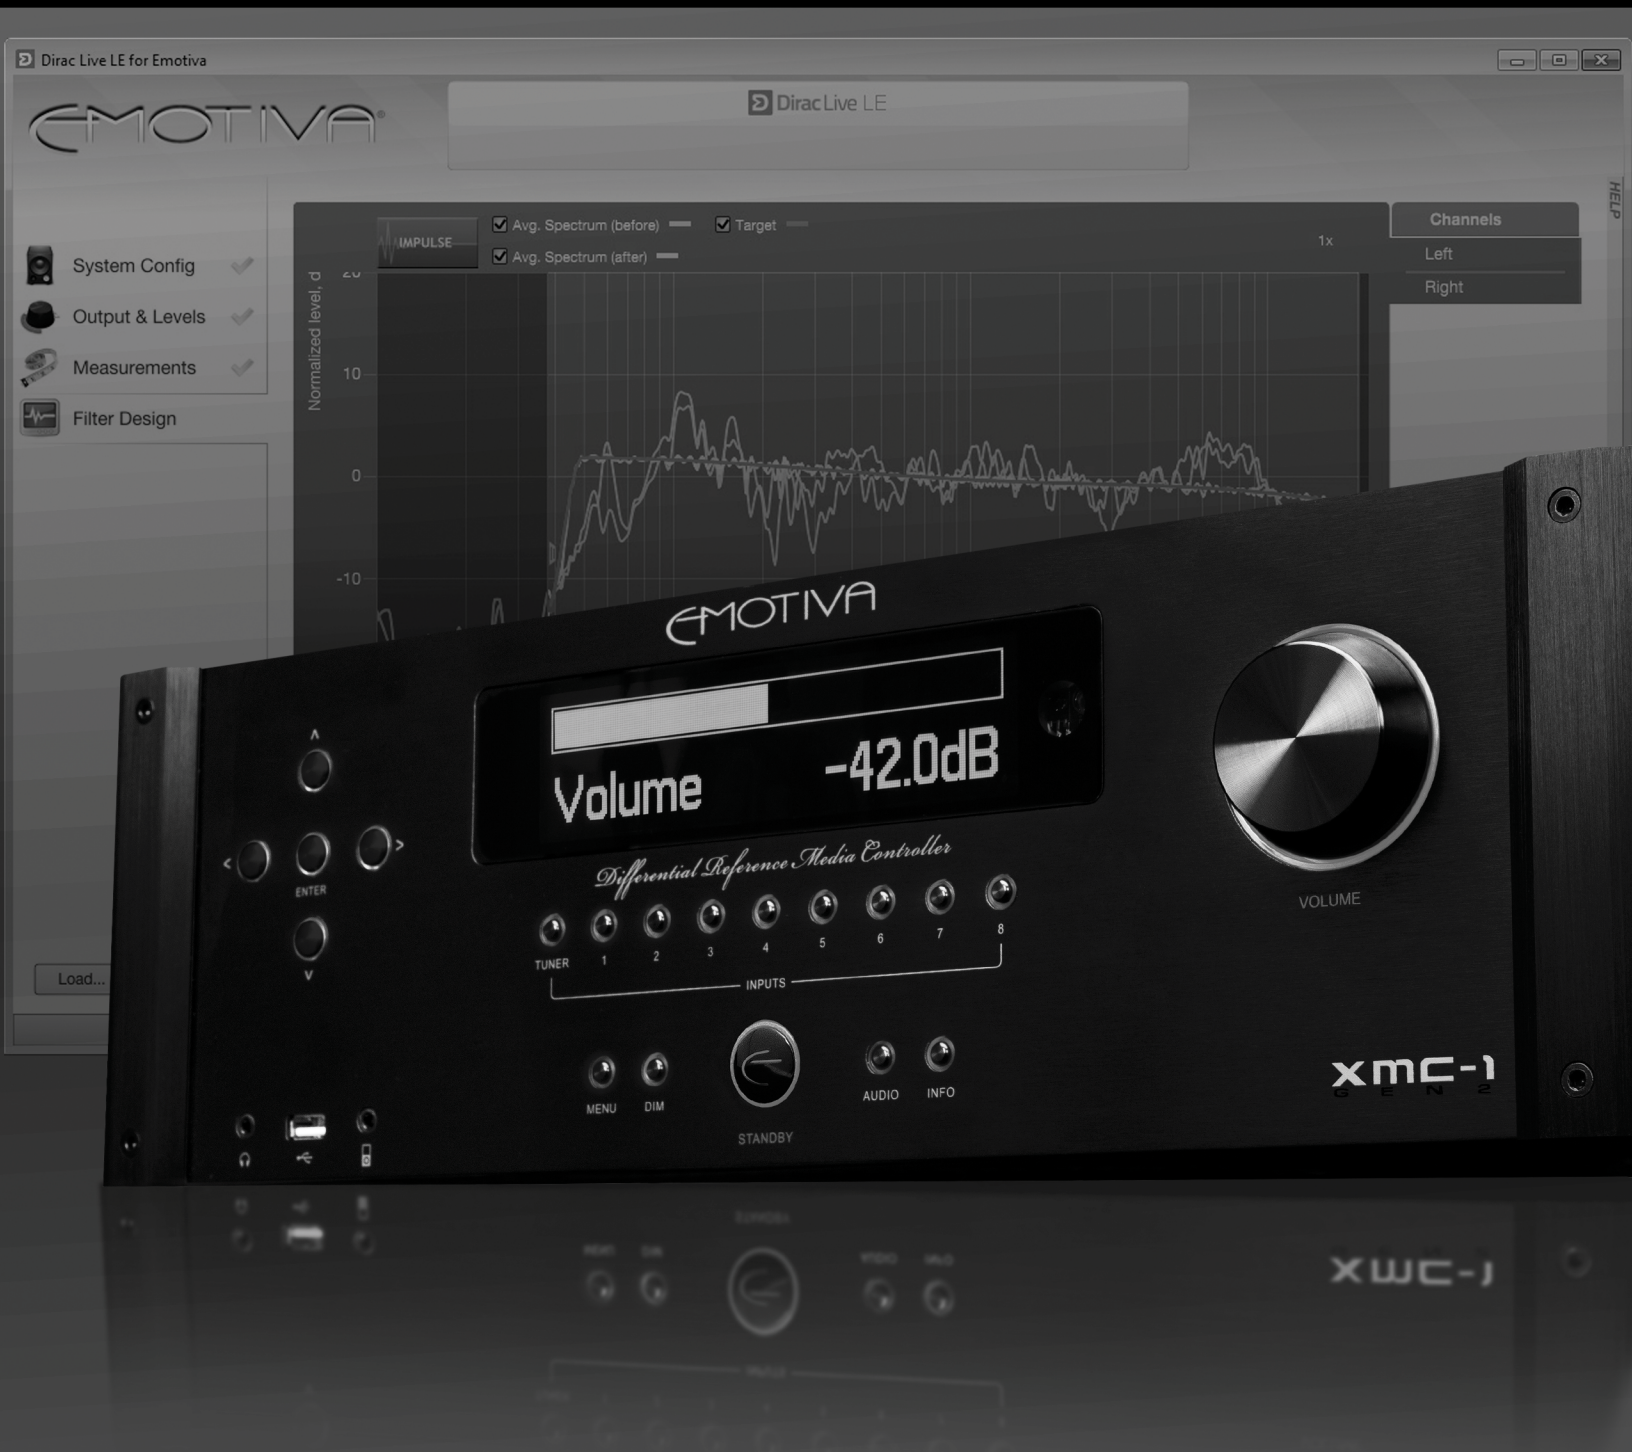 Dirac Live LE for Emotiva
EMOTIVA®
Dirac Live LE
HELP
System Config
Output & Levels
Measurements
Filter Design
Load...
IMPULSE
Avg. Spectrum (before)
Target
Avg. Spectrum (after)
1x
Channels
Left
Right
Normalized level, d
20
10
0
-10
EMOTIVA
Volume -42.0dB
Differential Reference Media Controller
TUNER 1 2 3 4 5 6 7 8
INPUTS
ENTER
VOLUME
MENU DIM
STANDBY
AUDIO INFO
xmc-1
GEN 2